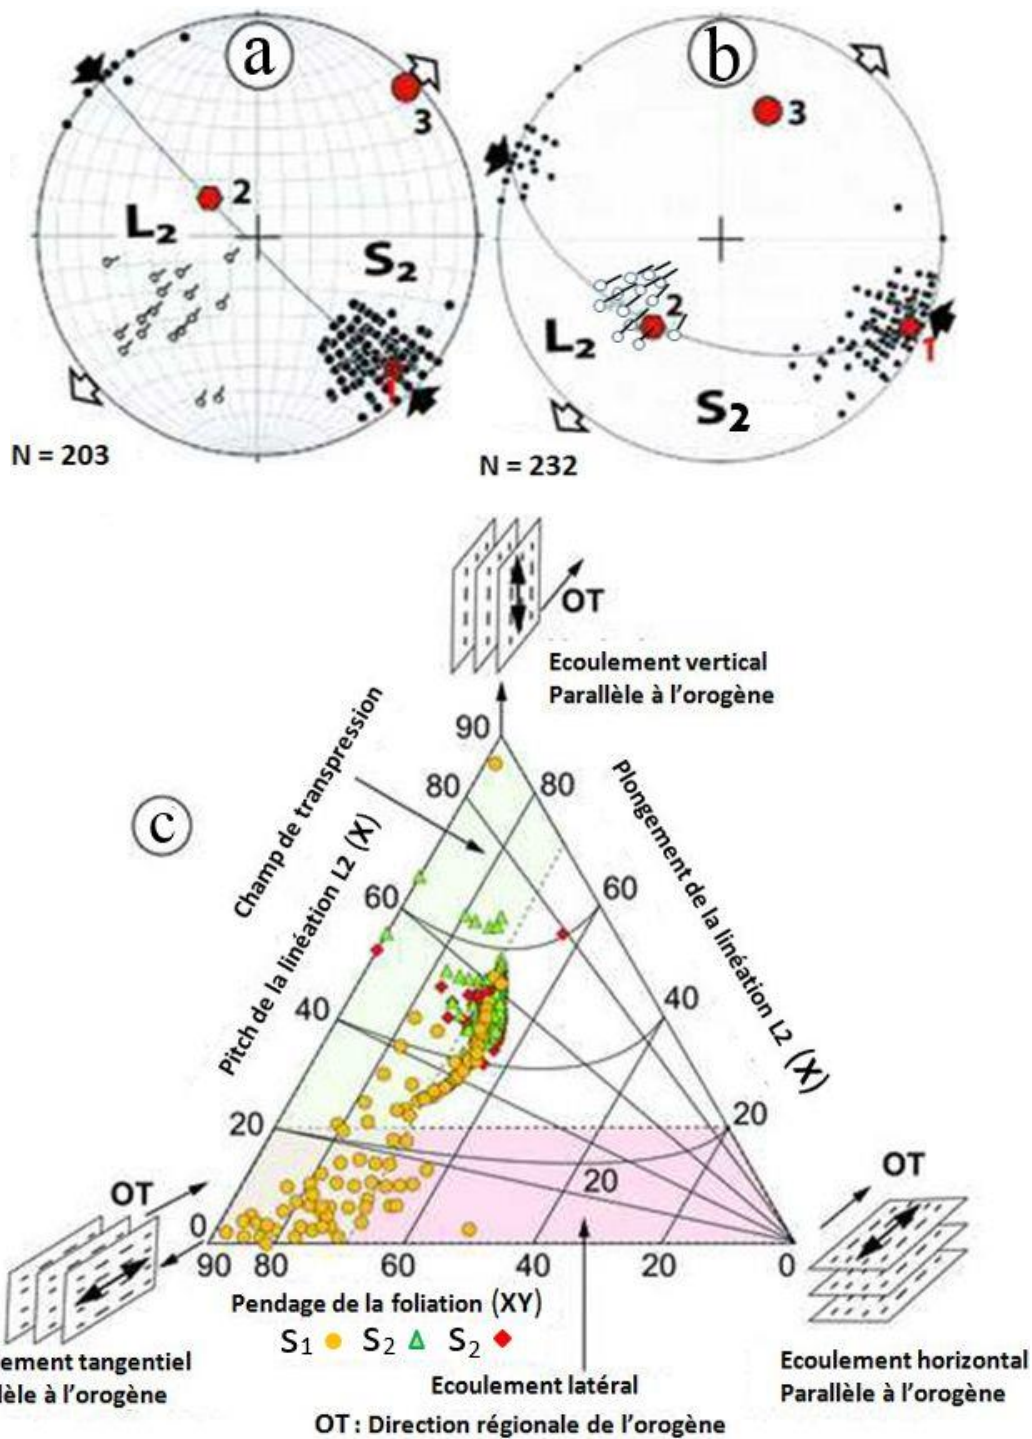 a
3
2
L2
S2
1
N = 203
b
3
L2
2
1
S2
N = 232
OT
Ecoulement vertical
Parallèle à l'orogène
c
Champ de transpression
Pitch de la linéation L2 (X)
Plongement de la linéation L2 (X)
90
80 80
60 60
40 40
20 20
20
0
OT
OT
90 80 60 40 20 0
Pendage de la foliation (XY)
S1 S2 S2
ement tangentiel
lèle à l'orogène
Ecoulement latéral
Ecoulement horizontal
Parallèle à l'orogène
OT : Direction régionale de l'orogène